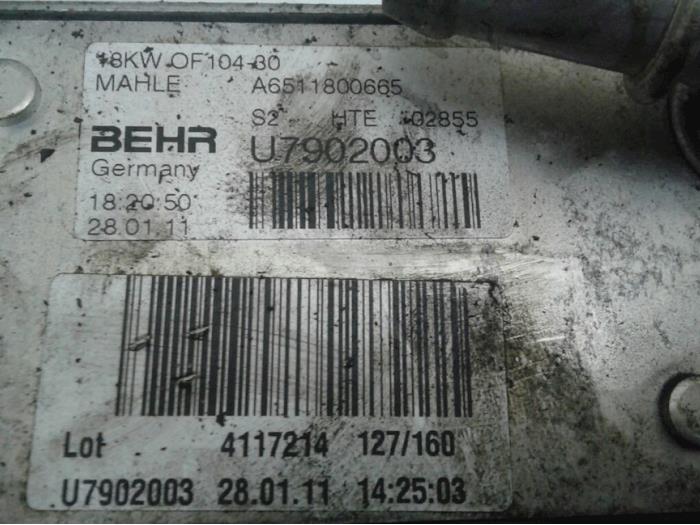 18KW OF104-30
MAHLE A6511800665
S2 HTE 02855
BEHR U7902003
Germany
18:20:50
28.01.11
Lot 4117214 127/160
U7902003 28.01.11 14:25:03